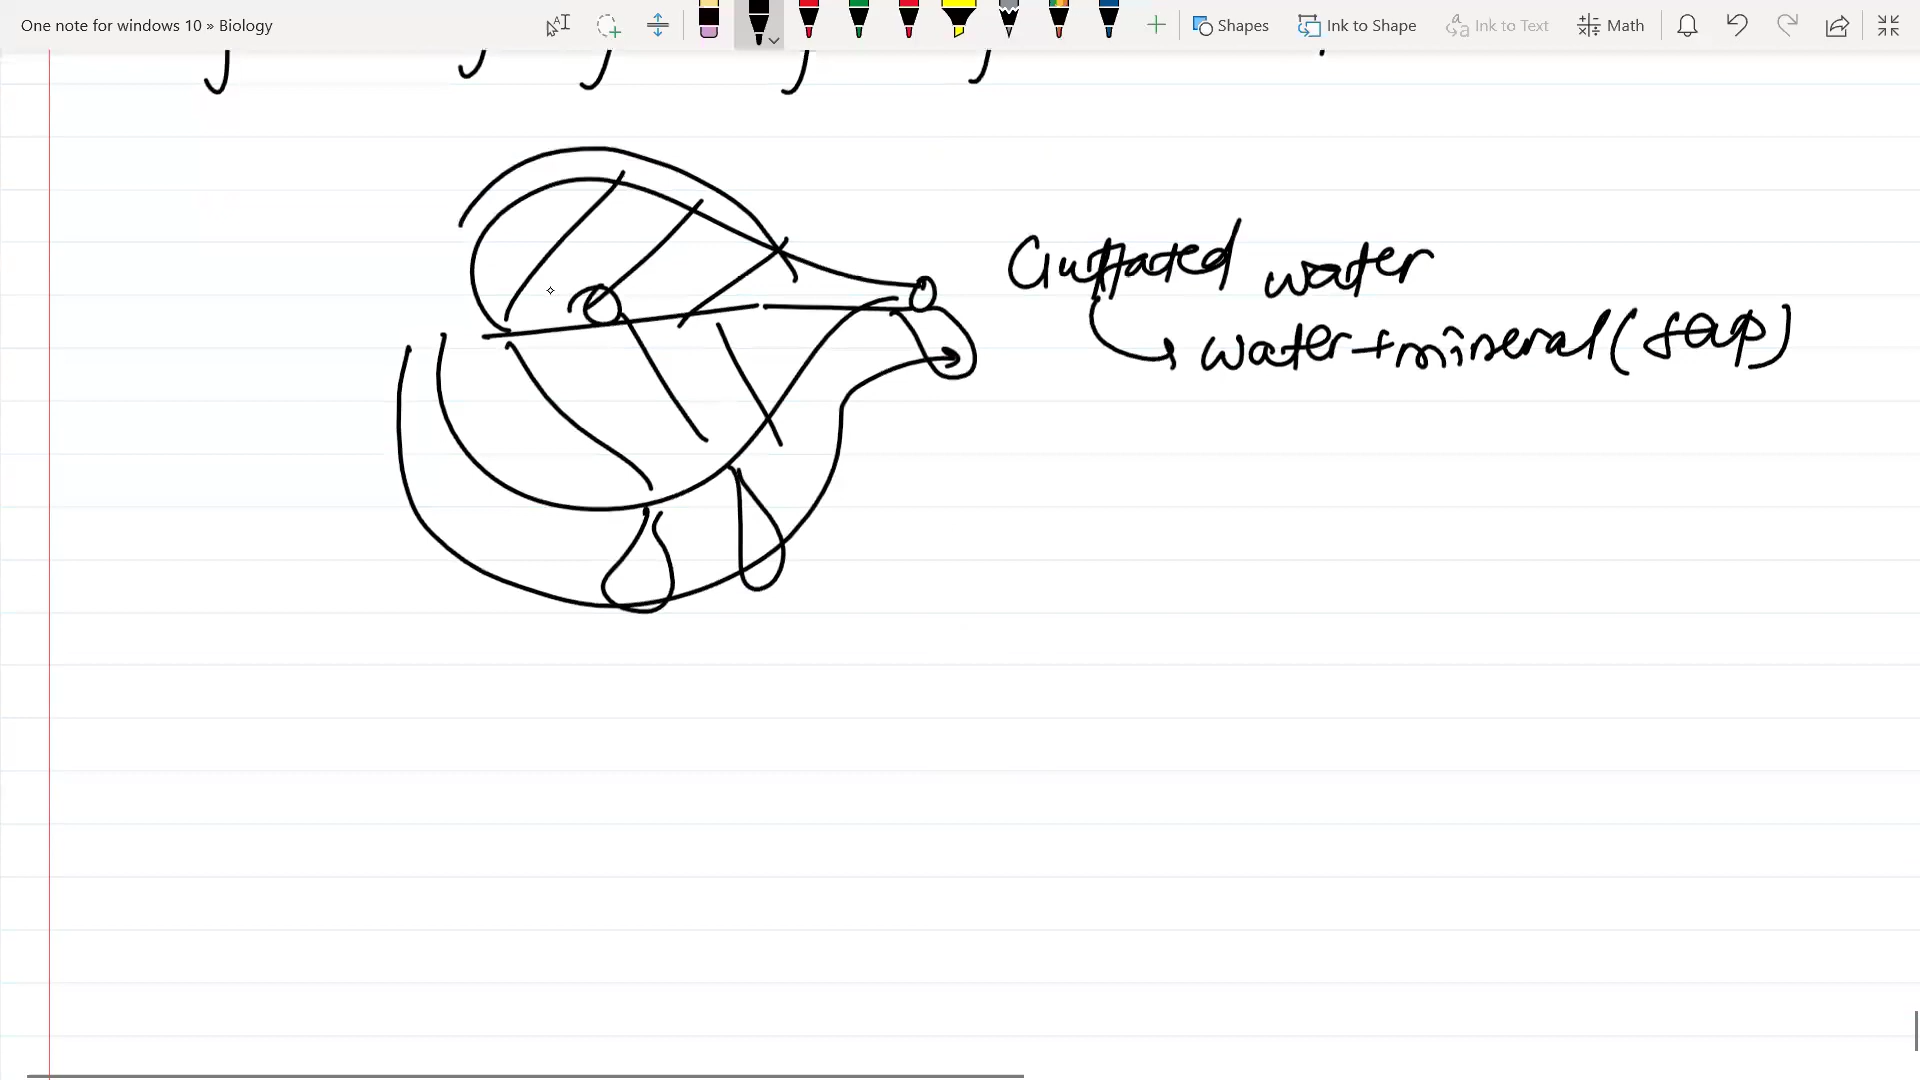 One note for windows 10 » Biology
Shapes
Ink to Shape
Ink to Text
Math
Guttated water
water+mineral(sap)